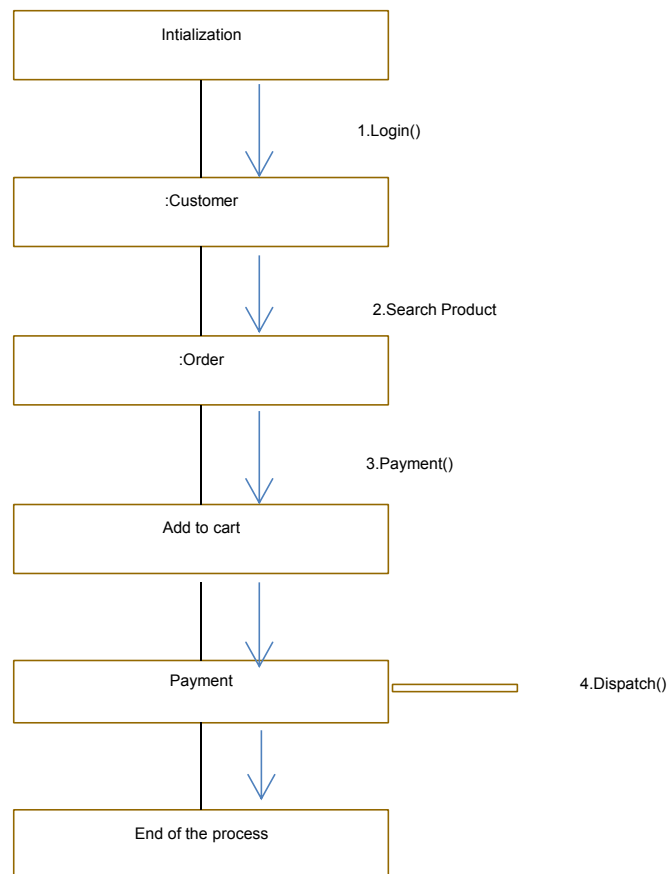 Intialization
1.Login()
:Customer
2.Search Product
:Order
3.Payment()
Add to cart
Payment
4.Dispatch()
End of the process